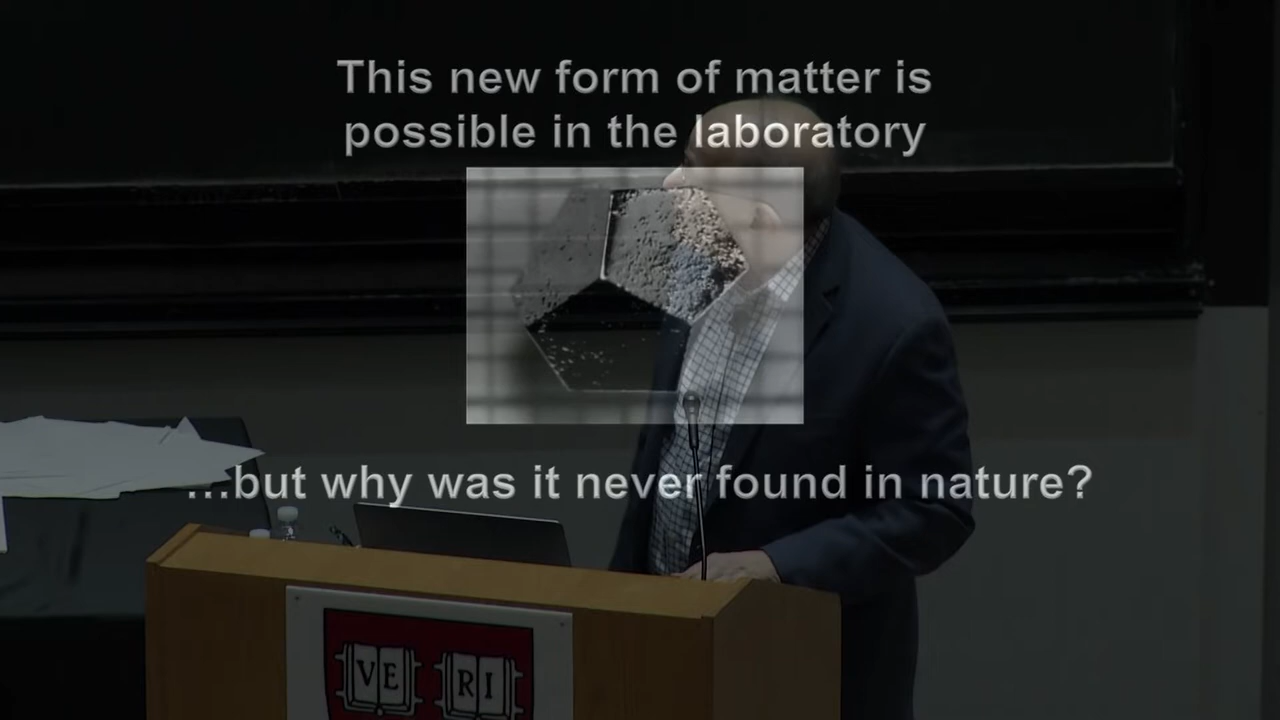 This new form of matter is
possible in the laboratory
...but why was it never found in nature?
VE RI